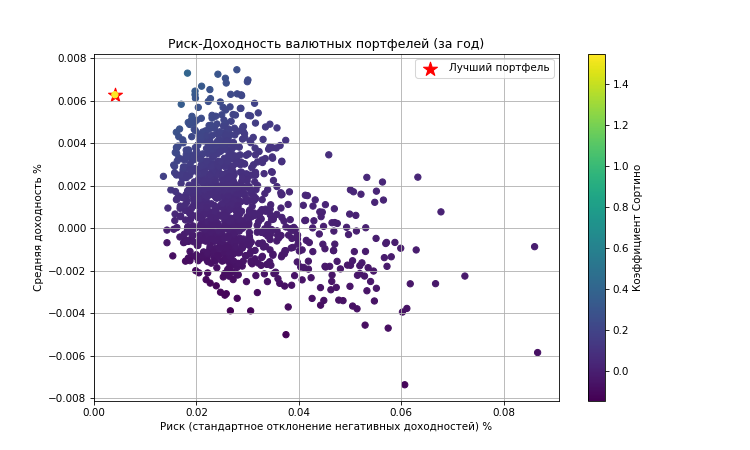 Риск-Доходность валютных портфелей (за год)
Лучший портфель
Средняя доходность %
0.008
0.006
0.004
0.002
0.000
−0.002
−0.004
−0.006
−0.008
0.00 0.02 0.04 0.06 0.08
Риск (стандартное отклонение негативных доходностей) %
1.4
1.2
1.0
0.8
0.6
0.4
0.2
0.0
Коэффициент Сортино